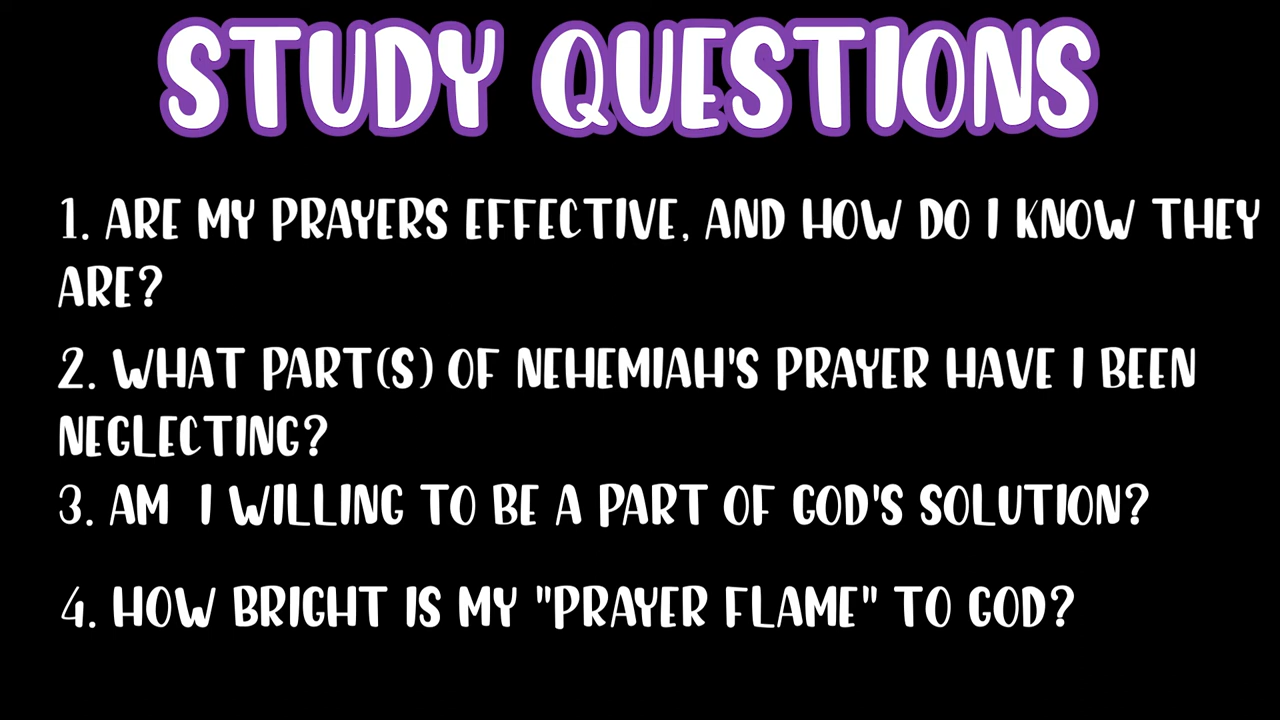 STUDY QUESTIONS
1. ARE MY PRAYERS EFFECTIVE, AND HOW DO I KNOW THEY
ARE?
2. WHAT PART(S) OF NEHEMIAH'S PRAYER HAVE I BEEN
NEGLECTING?
3. AM  I WILLING TO BE A PART OF GOD'S SOLUTION?
4. HOW BRIGHT IS MY "PRAYER FLAME" TO GOD?